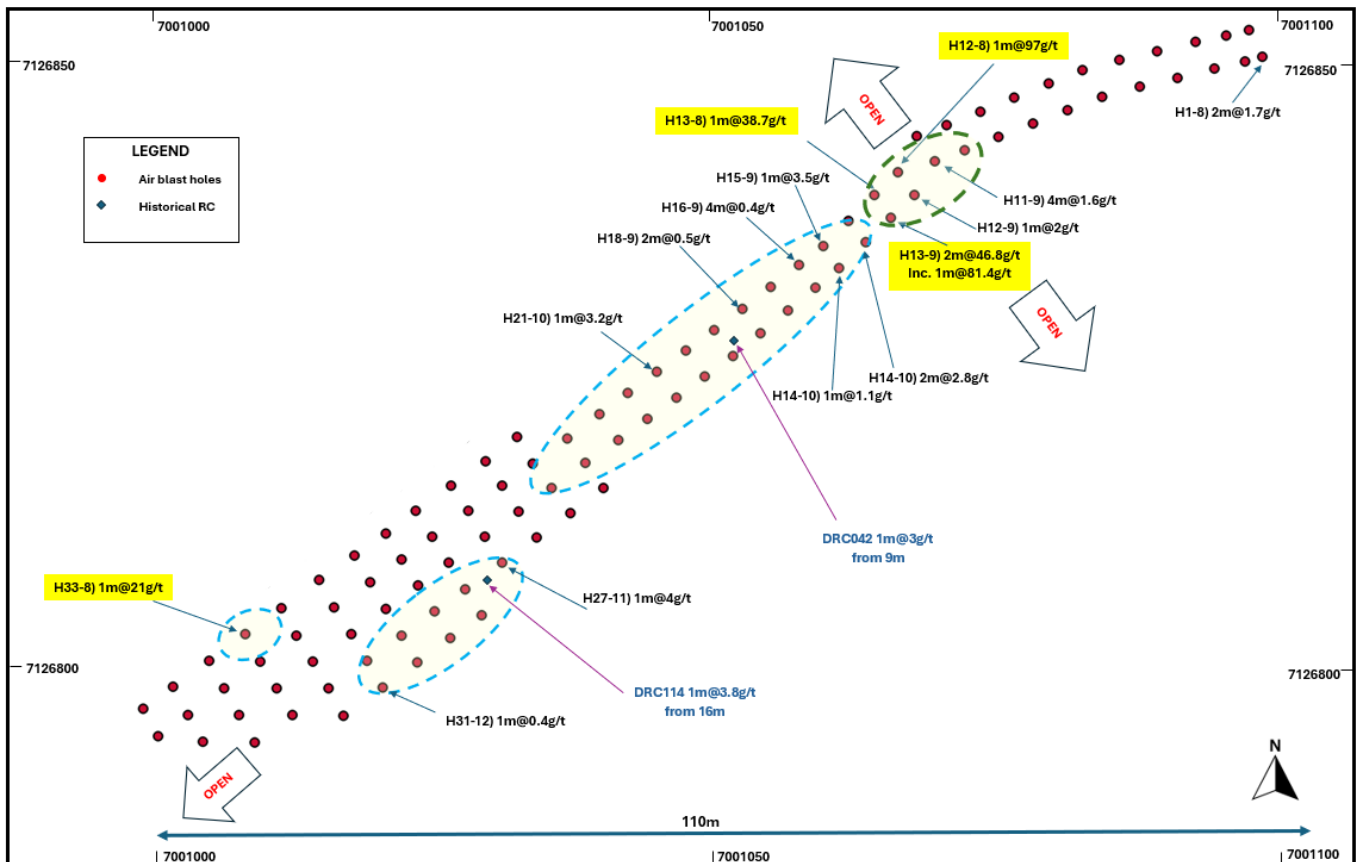 7001000
7001050
7001100
7126850
7126850
H12-8) 1m@97g/t
OPEN
H1-8) 2m@1.7g/t
H13-8) 1m@38.7g/t
LEGEND
Air blast holes
Historical RC
H15-9) 1m@3.5g/t
H11-9) 4m@1.6g/t
H16-9) 4m@0.4g/t
H12-9) 1m@2g/t
H18-9) 2m@0.5g/t
H13-9) 2m@46.8g/t
Inc. 1m@81.4g/t
H21-10) 1m@3.2g/t
OPEN
H14-10) 2m@2.8g/t
H14-10) 1m@1.1g/t
DRC042 1m@3g/t
from 9m
H33-8) 1m@21g/t
H27-11) 1m@4g/t
7126800
7126800
DRC114 1m@3.8g/t
from 16m
H31-12) 1m@0.4g/t
OPEN
N
110m
7001000
7001050
7001100